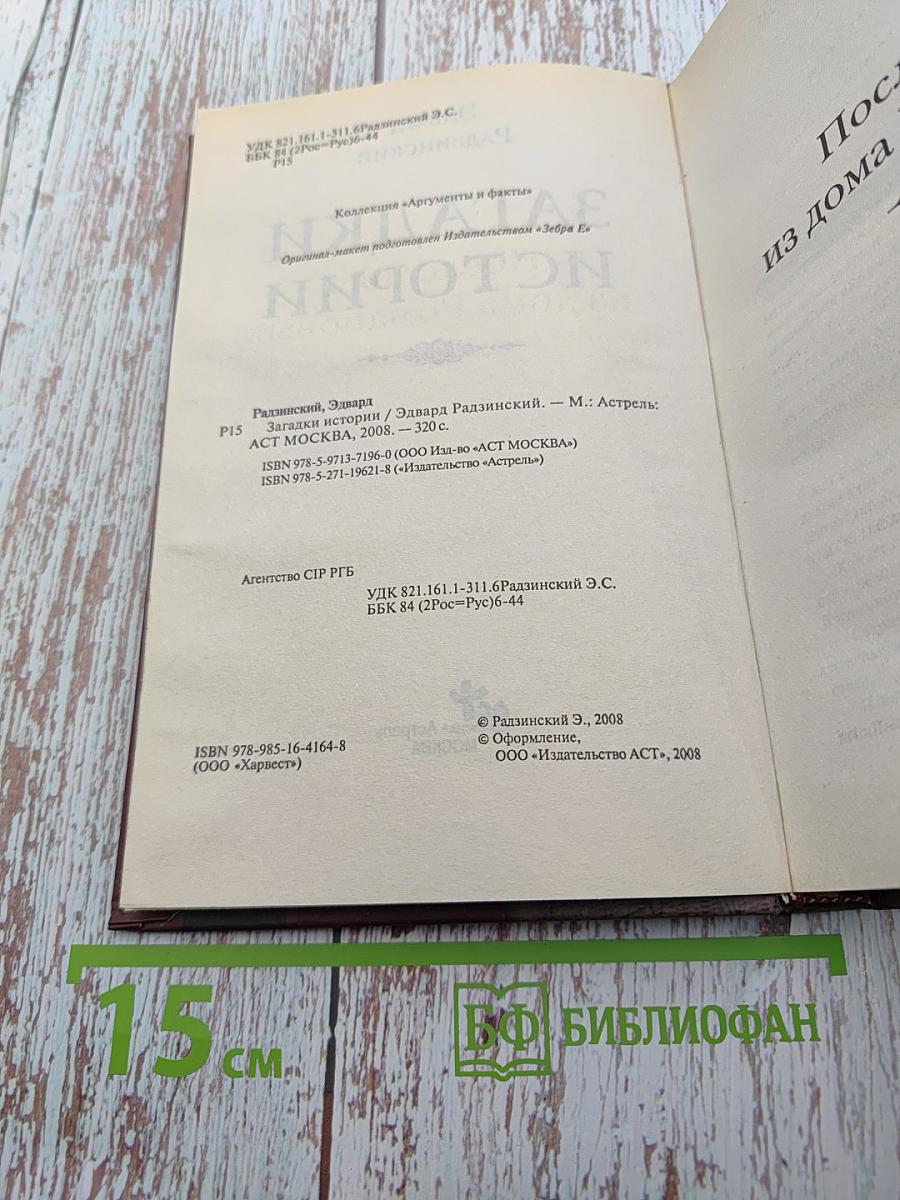 УДК 821.161.1-311.6Радзинский Э.С.
ББК 84 (2Рос=Рус)6-44
Р15
Коллекция «Аргументы и факты»
Оригинал-макет подготовлен Издательством «Зебра Е»
Радзинский, Эдвард
Р15 Загадки истории / Эдвард Радзинский. — М.: Астрель:
АСТ МОСКВА, 2008. — 320 с.
ISBN 978-5-9713-7196-0 (ООО Изд-во «АСТ МОСКВА»)
ISBN 978-5-271-19621-8 («Издательство «Астрель»)
Агентство CIP РГБ
УДК 821.161.1-311.6Радзинский Э.С.
ББК 84 (2Рос=Рус)6-44
© Радзинский Э., 2008
© Оформление,
ООО «Издательство АСТ», 2008
ISBN 978-985-16-4164-8
(ООО «Харвест»)
из дома
15 см
БФ БИБЛИОФАН